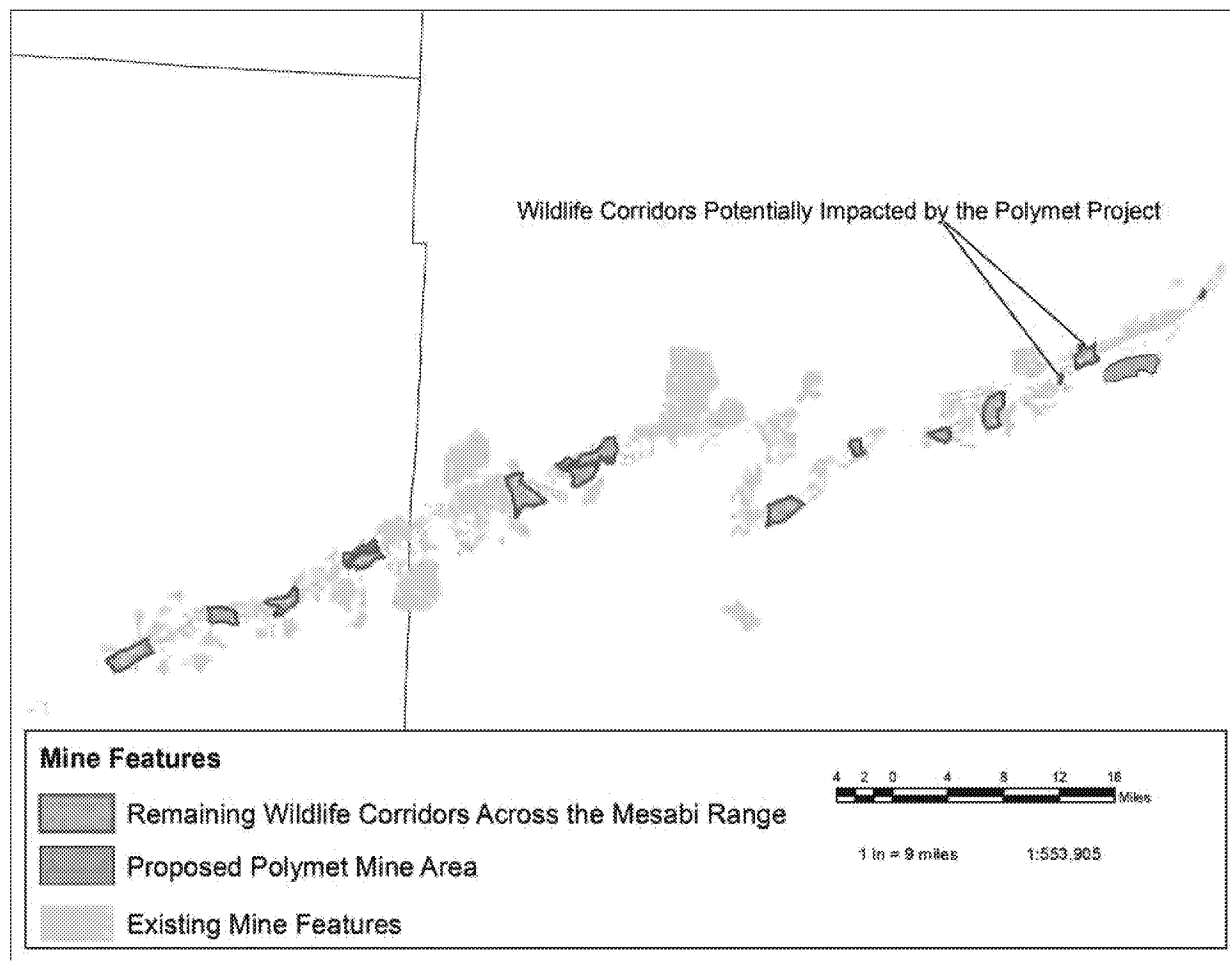 Wildlife Corridors Potentially Impacted by the Polymet Project
Mine Features
Remaining Wildlife Corridors Across the Mesabi Range
Proposed Polymet Mine Area
Existing Mine Features
4 2 0 4 8 12 16
Miles
1 in = 9 miles 1:553,905